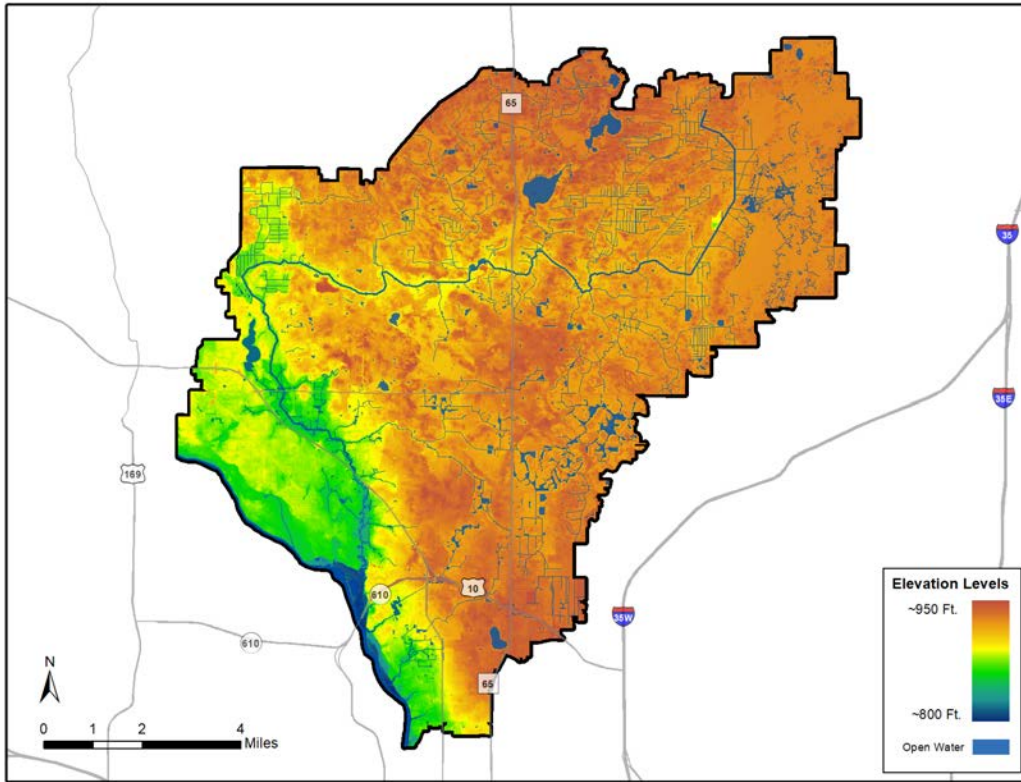 65
35
35E
169
10
610
35W
610
65
N
0 1 2 4
Miles
Elevation Levels
~950 Ft.
~800 Ft.
Open Water